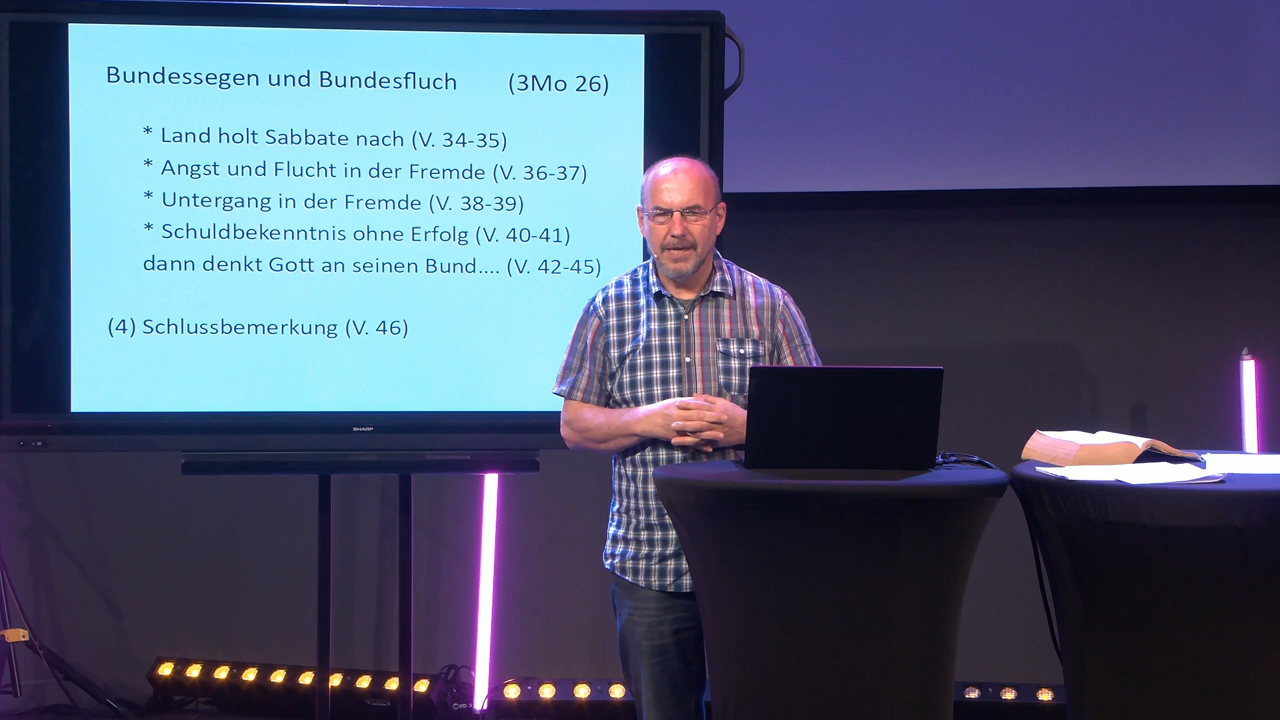 Bundessegen und Bundesfluch (3Mo 26)
* Land holt Sabbate nach (V. 34-35)
* Angst und Flucht in der Fremde (V. 36-37)
* Untergang in der Fremde (V. 38-39)
* Schuldbekenntnis ohne Erfolg (V. 40-41)
dann denkt Gott an seinen Bund.... (V. 42-45)
(4) Schlussbemerkung (V. 46)
SHARP